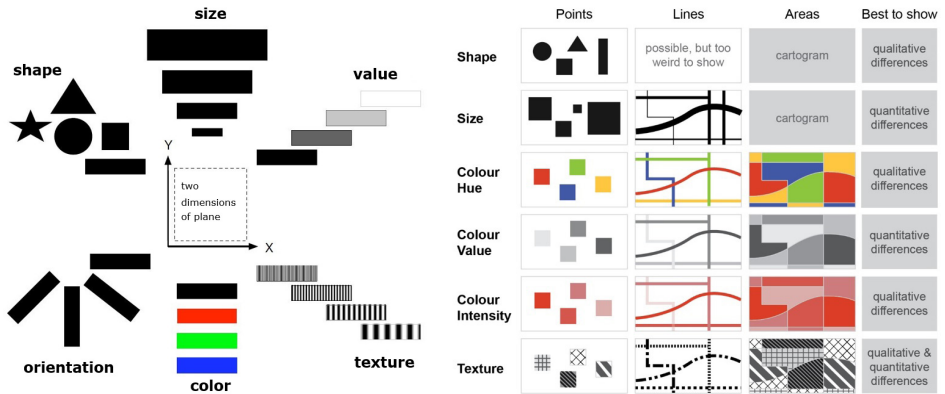 size
shape
value
Y
two
dimensions
of plane
X
orientation
color
texture
Points
Lines
Areas
Best to show
Shape
possible, but too
weird to show
cartogram
qualitative
differences
Size
cartogram
quantitative
differences
Colour
Hue
qualitative
differences
Colour
Value
quantitative
differences
Colour
Intensity
qualitative
differences
Texture
qualitative &
quantitative
differences